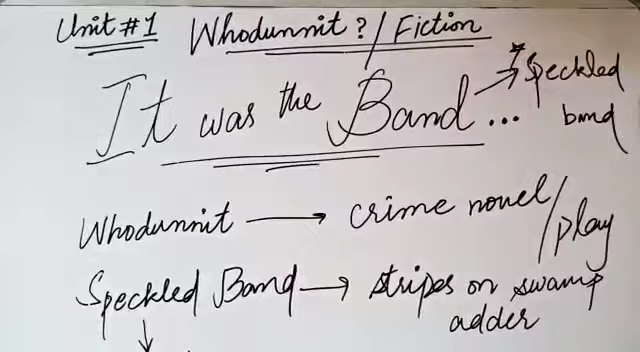 Unit #1 Whodunnit? / Fiction
It was the Band... → * Speckled band
Whodunnit → crime novel / play
Speckled Band → stripes on swamp adder
↓